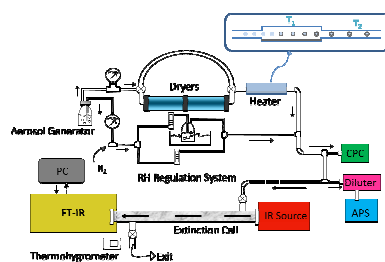 T1
T2
Dryers
Heater
Aerosol Generator
N2
RH Regulation System
CPC
PC
Diluter
FT-IR
IR Source
APS
Extinction Cell
Thermohygrometer
Exit